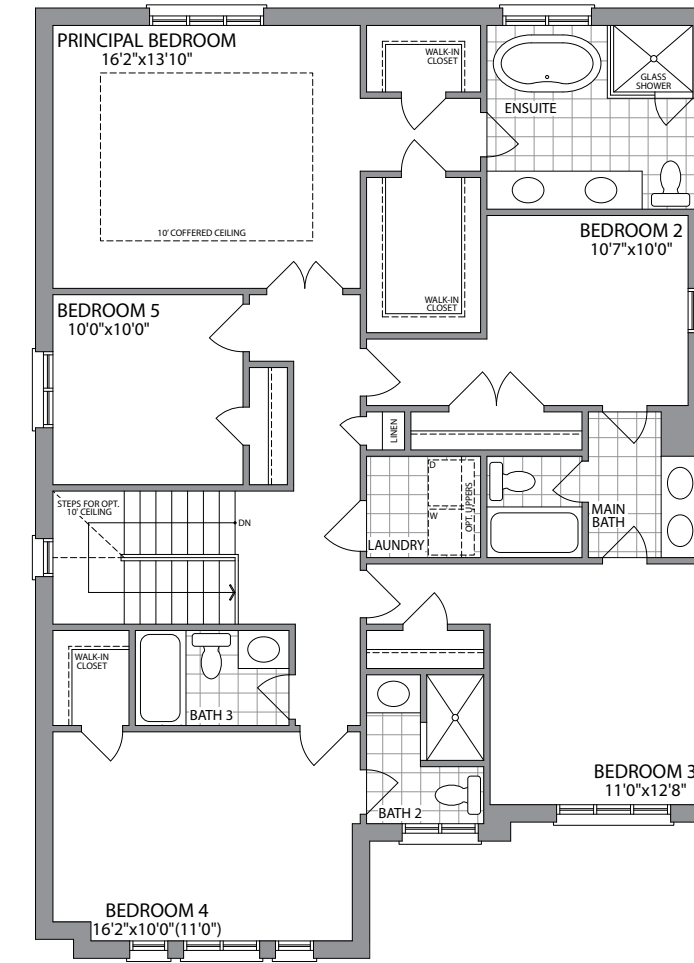 PRINCIPAL BEDROOM
16'2"x13'10"
10' COFFERED CEILING
WALK-IN
CLOSET
ENSUITE
GLASS
SHOWER
WALK-IN
CLOSET
BEDROOM 2
10'7"x10'0"
BEDROOM 5
10'0"x10'0"
LINEN
STEPS FOR OPT.
10' CEILING
DN
D
W
OPT. UPPERS
LAUNDRY
MAIN
BATH
WALK-IN
CLOSET
BATH 3
BATH 2
BEDROOM 3
11'0"x12'8"
BEDROOM 4
16'2"x10'0"(11'0")